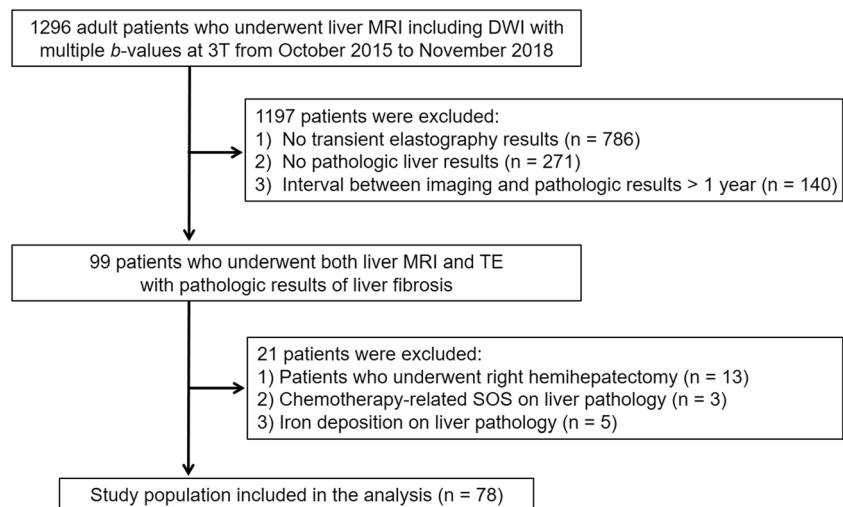 1296 adult patients who underwent liver MRI including DWI with
multiple b-values at 3T from October 2015 to November 2018
1197 patients were excluded:
1) No transient elastography results (n = 786)
2) No pathologic liver results (n = 271)
3) Interval between imaging and pathologic results > 1 year (n = 140)
99 patients who underwent both liver MRI and TE
with pathologic results of liver fibrosis
21 patients were excluded:
1) Patients who underwent right hemihepatectomy (n = 13)
2) Chemotherapy-related SOS on liver pathology (n = 3)
3) Iron deposition on liver pathology (n = 5)
Study population included in the analysis (n = 78)